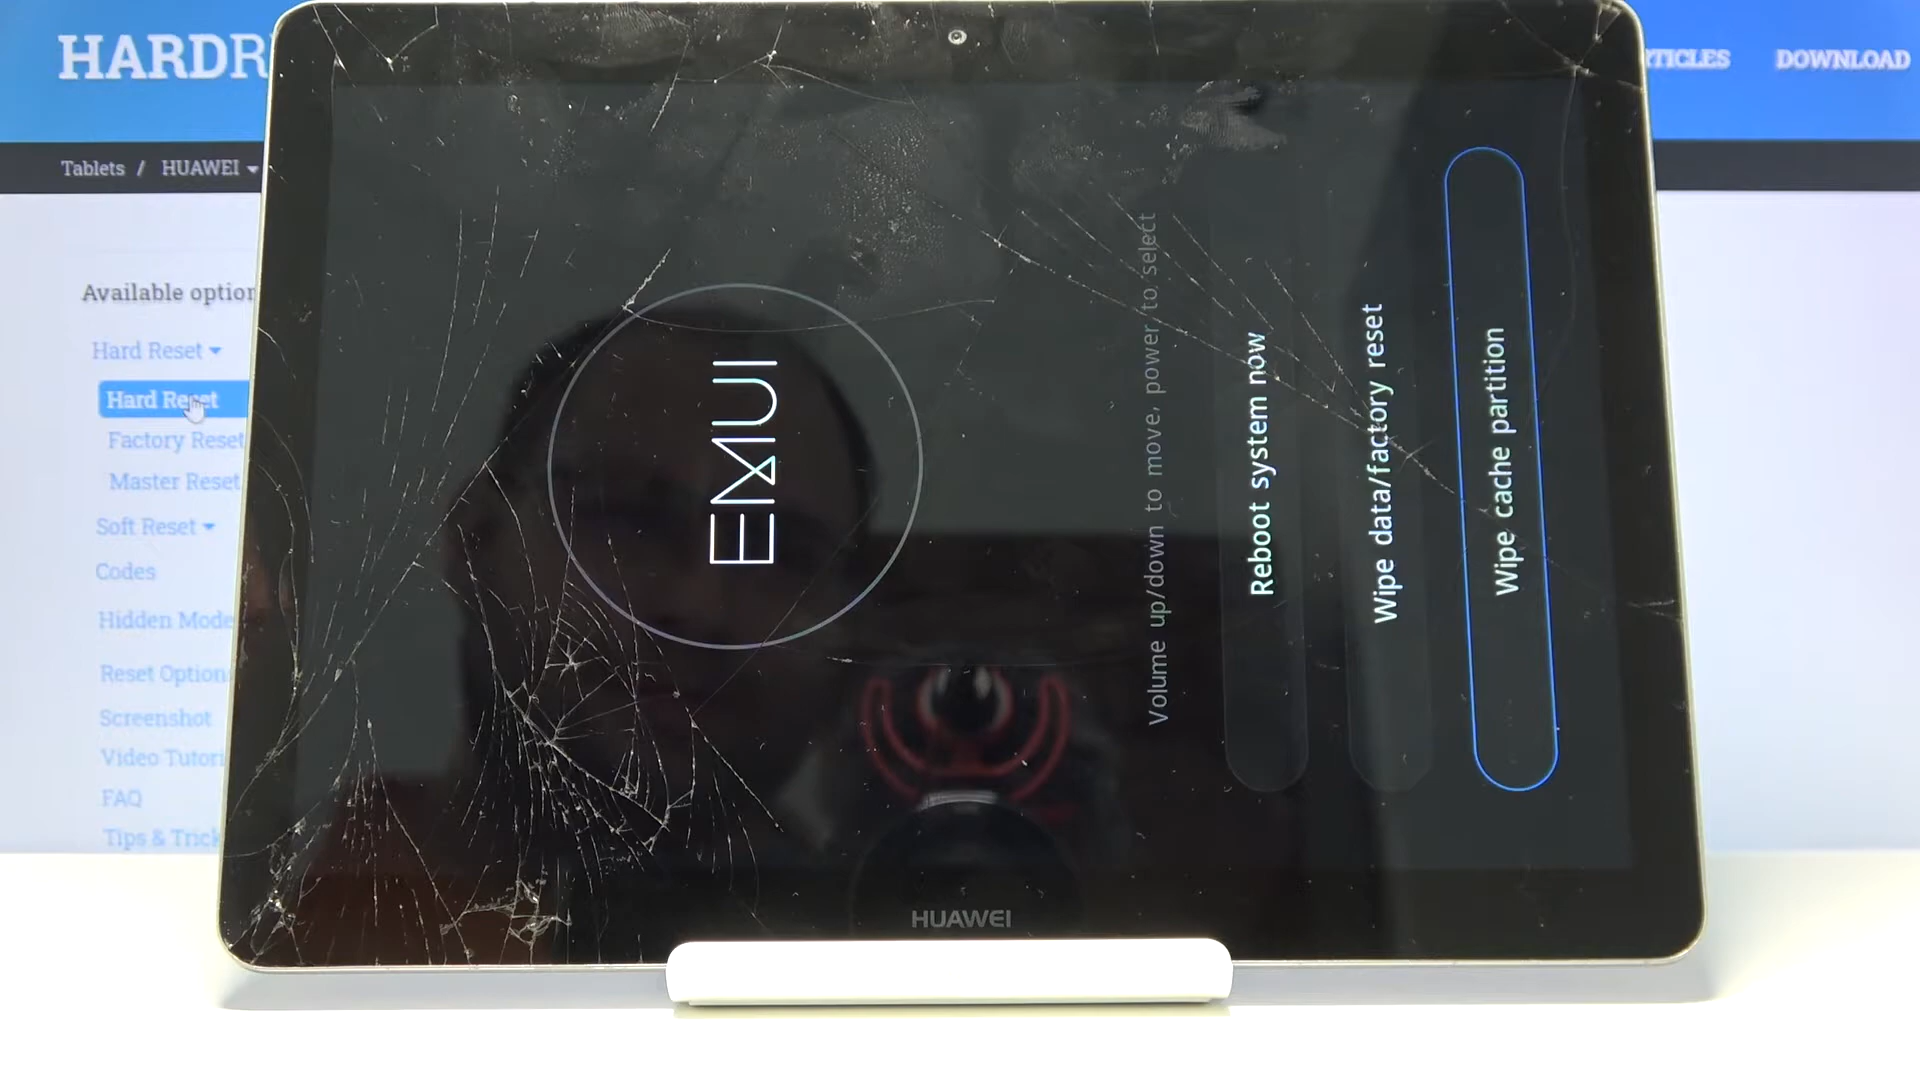 HARDR
RTICLES
DOWNLOAD
Tablets / HUAWEI
Available option
Hard Reset
Hard Reset
Factory Reset
Master Reset
Soft Reset
Codes
Hidden Mode
Reset Option
Screenshot
Video Tutori
FAQ
Tips & Trick
EMUI
Volume up/down to move, power to select
Reboot system now
Wipe data/factory reset
Wipe cache partition
HUAWEI